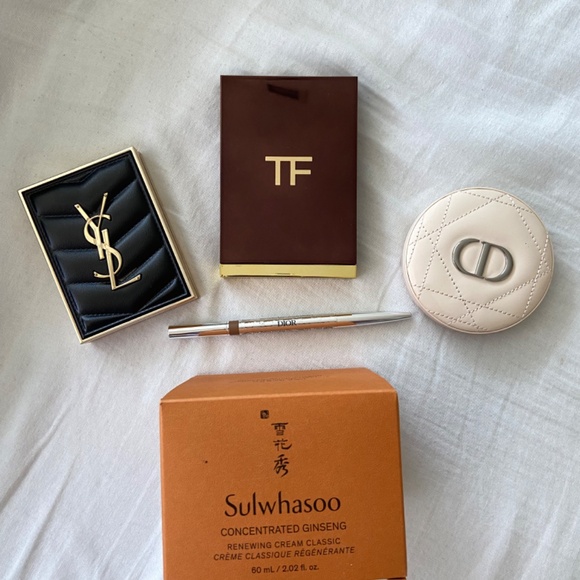 TF
YSL
CD
DIOR
雪花秀
Sulwhasoo
CONCENTRATED GINSENG
RENEWING CREAM CLASSIC
CRÈME CLASSIQUE RÉGÉNÉRANTE
60 mL / 2.02 fl. oz.